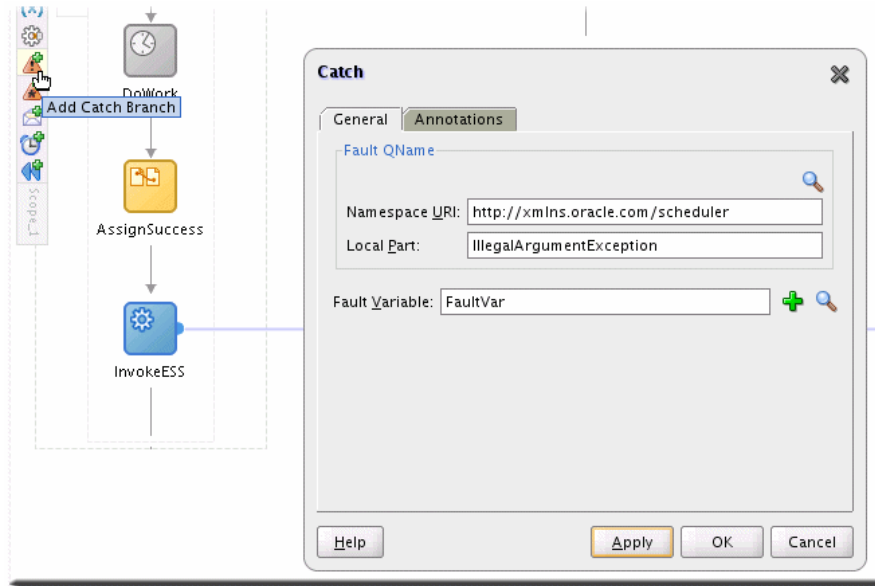 (x)
DoWork
Add Catch Branch
Scope_1
AssignSuccess
InvokeESS
Catch
General
Annotations
Fault QName
Namespace URI:
http://xmlns.oracle.com/scheduler
Local Part:
IllegalArgumentException
Fault Variable:
FaultVar
Help
Apply
OK
Cancel